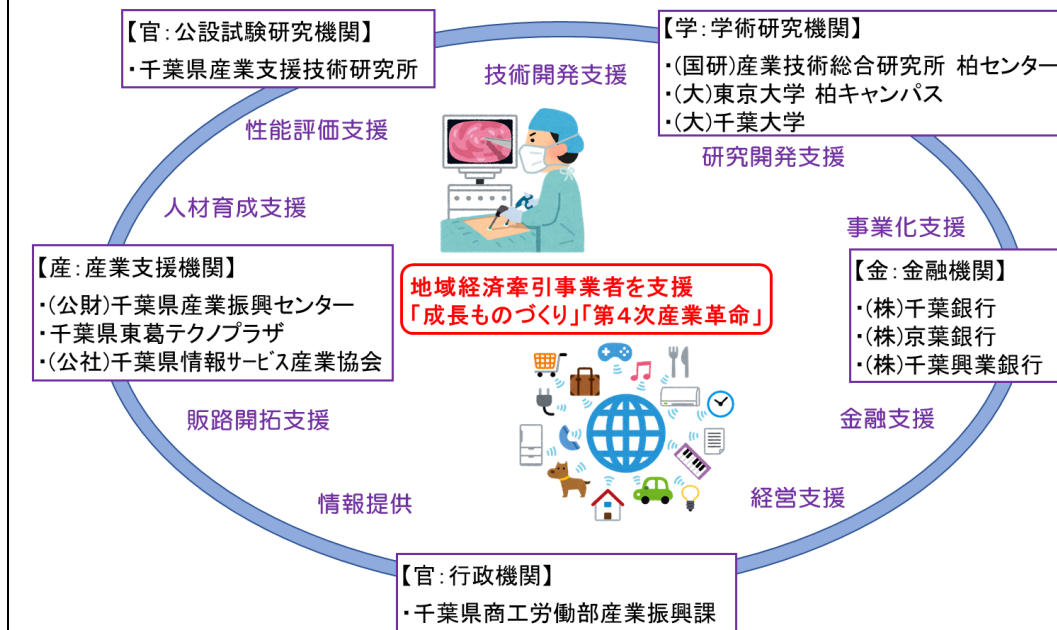 【官：公設試験研究機関】
・千葉県産業支援技術研究所
【学：学術研究機関】
・(国研)産業技術総合研究所 柏センター
・(大)東京大学 柏キャンパス
・(大)千葉大学
技術開発支援
性能評価支援
研究開発支援
人材育成支援
事業化支援
【産：産業支援機関】
・(公財)千葉県産業振興センター
・千葉県東葛テクノプラザ
・(公社)千葉県情報サービス産業協会
地域経済牽引事業者を支援
「成長ものづくり」「第４次産業革命」
【金：金融機関】
・(株)千葉銀行
・(株)京葉銀行
・(株)千葉興業銀行
販路開拓支援
金融支援
情報提供
経営支援
【官：行政機関】
・千葉県商工労働部産業振興課